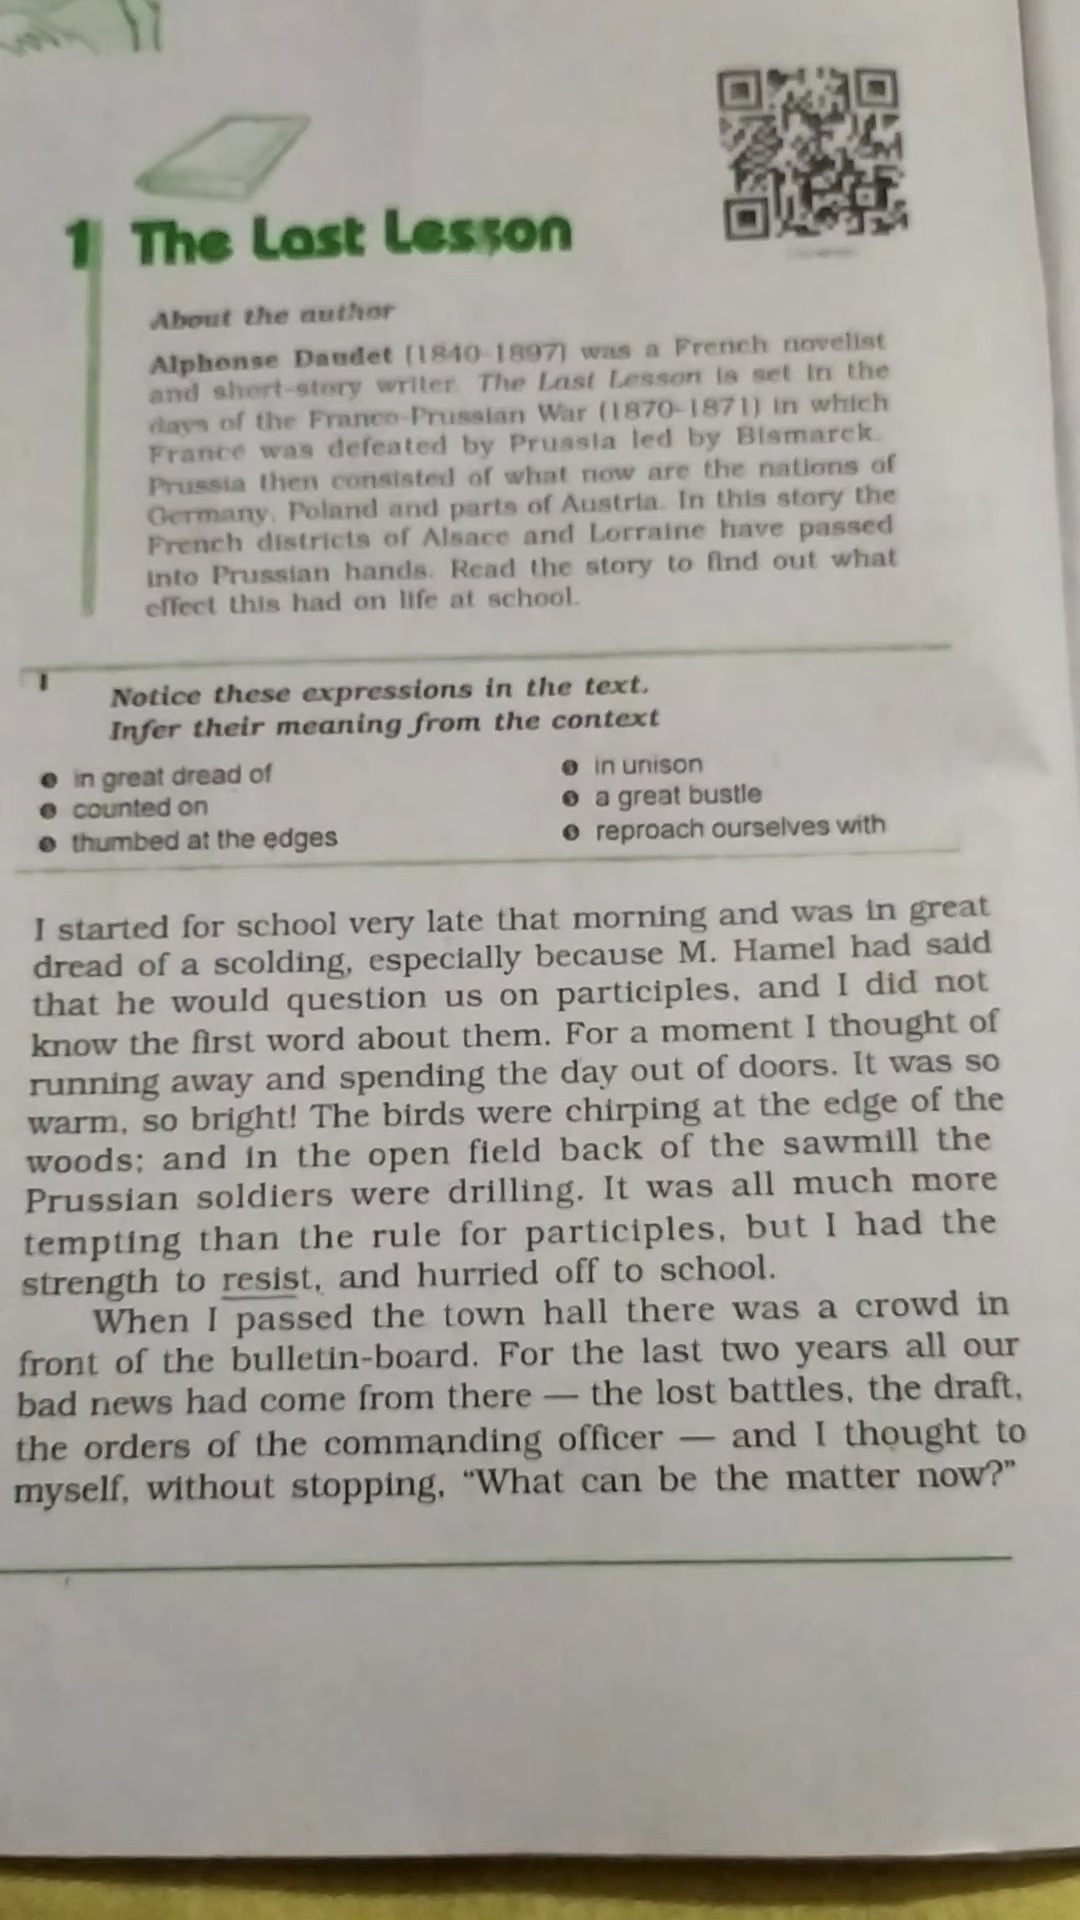 1 The Last Lesson
About the author
Alphonse Daudet (1840-1897) was a French novelist
and short-story writer. The Last Lesson is set in the
days of the Franco-Prussian War (1870-1871) in which
France was defeated by Prussia led by Bismarck.
Prussia then consisted of what now are the nations of
Germany, Poland and parts of Austria. In this story the
French districts of Alsace and Lorraine have passed
into Prussian hands. Read the story to find out what
effect this had on life at school.
Notice these expressions in the text.
Infer their meaning from the context
in great dread of
counted on
thumbed at the edges
in unison
a great bustle
reproach ourselves with
I started for school very late that morning and was in great
dread of a scolding, especially because M. Hamel had said
that he would question us on participles, and I did not
know the first word about them. For a moment I thought of
running away and spending the day out of doors. It was so
warm, so bright! The birds were chirping at the edge of the
woods; and in the open field back of the sawmill the
Prussian soldiers were drilling. It was all much more
tempting than the rule for participles, but I had the
strength to resist, and hurried off to school.
When I passed the town hall there was a crowd in
front of the bulletin-board. For the last two years all our
bad news had come from there — the lost battles, the draft,
the orders of the commanding officer — and I thought to
myself, without stopping, “What can be the matter now?”